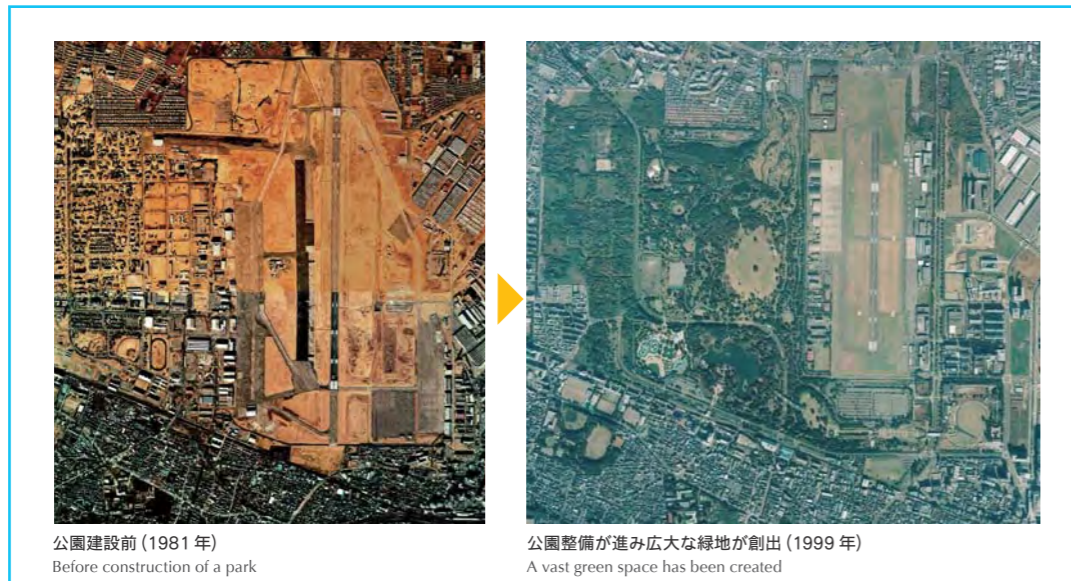 公園建設前 (1981 年)
Before construction of a park
公園整備が進み広大な緑地が創出 (1999 年)
A vast green space has been created